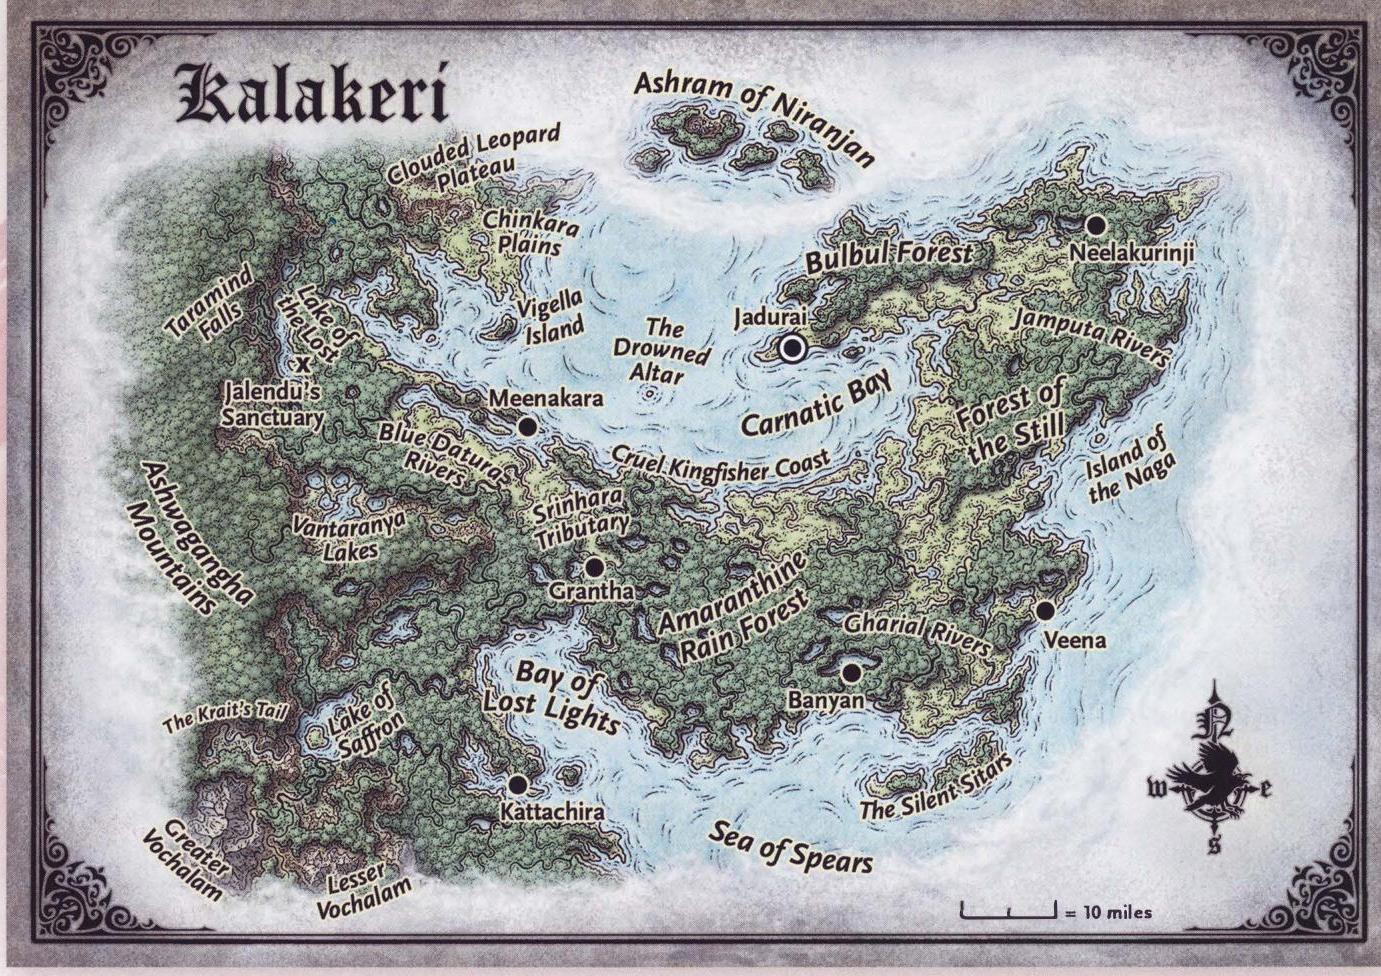 Kalakeri
Ashram of Niranjan
Clouded Leopard
Plateau
Chinkara
Plains
Bulbul Forest
Neelakurinji
Taramind
Falls
Lake of
the Lost
Vigella
Island
The
Drowned
Altar
Jadurai
Jamputa Rivers
x
Jalendu's
Sanctuary
Meenakara
Carnatic Bay
Forest of
the Still
Blue Datura
Rivers
Cruel Kingfisher Coast
Island of
the Naga
Ashwagangha
Mountains
Vantaranya
Lakes
Srinhara
Tributary
Grantha
Amaranthine
Rain Forest
Gharial Rivers
Veena
Bay of
Lost Lights
Banyan
The Krait's Tail
Lake of
Saffron
Kattachira
The Silent Sitars
Greater
Vochalam
Lesser
Vochalam
Sea of Spears
N
w
e
s
= 10 miles